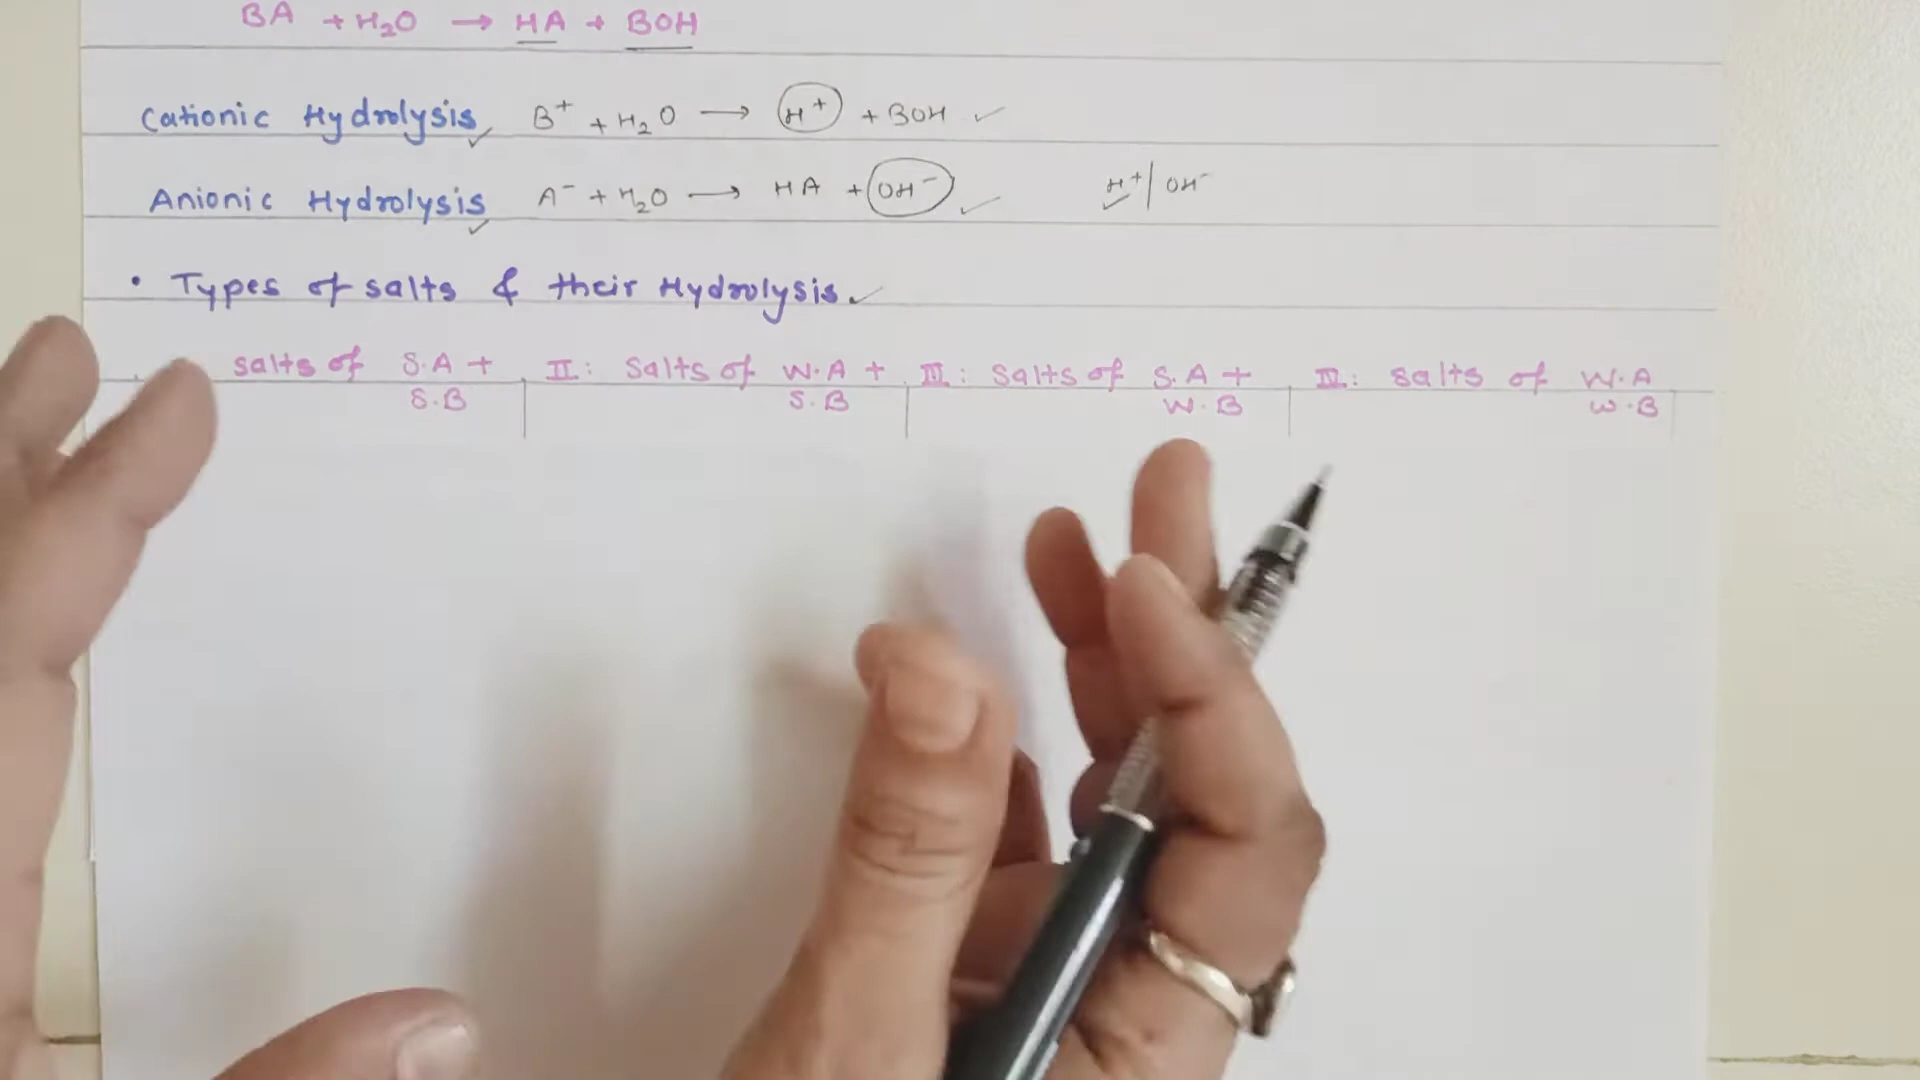 BA + H₂O → HA + BOH
Cationic Hydrolysis B⁺ + H₂O → H⁺ + BOH ✓
Anionic Hydrolysis A⁻ + H₂O → HA + OH⁻ ✓ H⁺ | OH⁻
• Types of salts & their Hydrolysis ✓
salts of S.A + S.B
II: Salts of W.A + S.B
III: Salts of S.A + W.B
IV: salts of W.A W.B